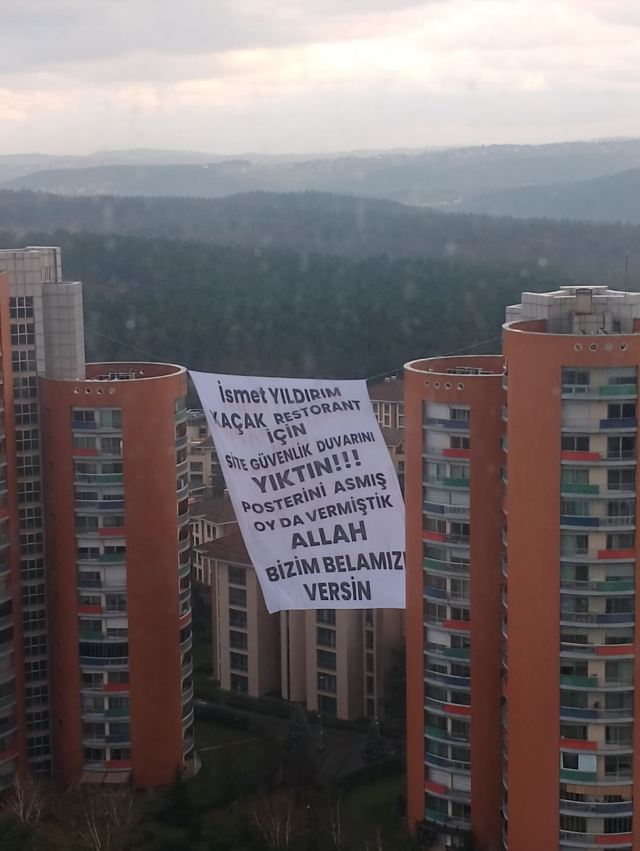 İsmet YILDIRIM
KAÇAK RESTORANT
İÇİN
SİTE GÜVENLİK DUVARINI
YIKTIN!!!
POSTERİNİ ASMIŞ
OY DA VERMİŞTİK
ALLAH
BİZİM BELAMIZI
VERSİN